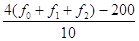 4(f₀ + f₁ + f₂) − 200
10